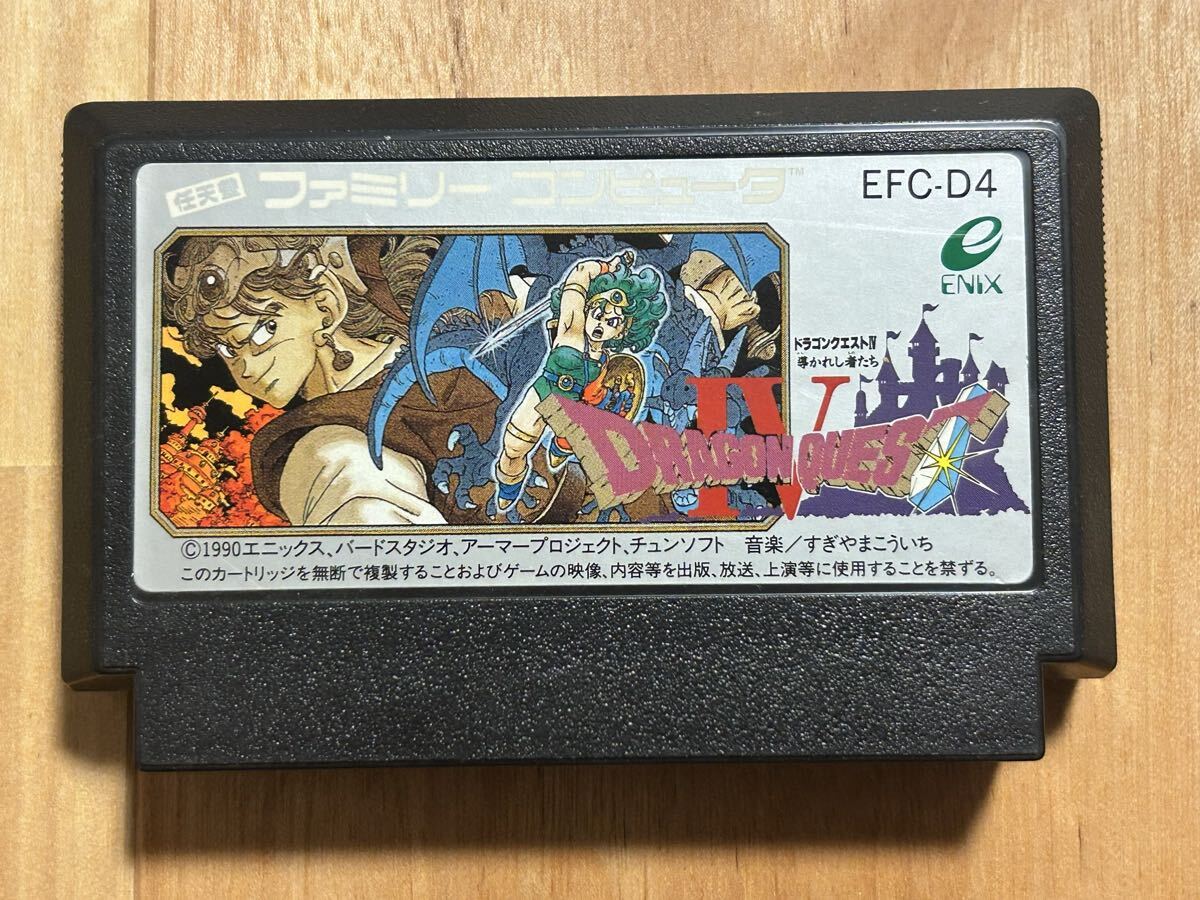 任天堂 ファミリー コンピュータ™
EFC-D4
e
ENIX
ドラゴンクエストIV
導かれし者たち
IV
DRAGON QUEST
©1990エニックス、バードスタジオ、アーマープロジェクト、チュンソフト 音楽／すぎやまこういち
このカートリッジを無断で複製することおよびゲームの映像、内容等を出版、放送、上演等に使用することを禁ずる。